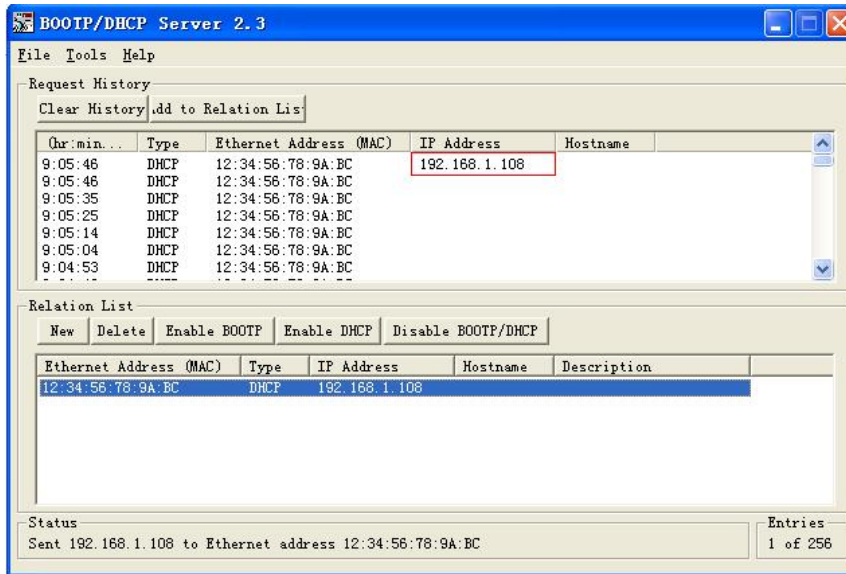 BOOTP/DHCP Server 2.3
File Tools Help
Request History
Clear History dd to Relation Lis
(hr:min... Type Ethernet Address (MAC) IP Address Hostname
9:05:46 DHCP 12:34:56:78:9A:BC 192.168.1.108
9:05:46 DHCP 12:34:56:78:9A:BC
9:05:35 DHCP 12:34:56:78:9A:BC
9:05:25 DHCP 12:34:56:78:9A:BC
9:05:14 DHCP 12:34:56:78:9A:BC
9:05:04 DHCP 12:34:56:78:9A:BC
9:04:53 DHCP 12:34:56:78:9A:BC
Relation List
New Delete Enable BOOTP Enable DHCP Disable BOOTP/DHCP
Ethernet Address (MAC) Type IP Address Hostname Description
12:34:56:78:9A:BC DHCP 192.168.1.108
Status
Sent 192.168.1.108 to Ethernet address 12:34:56:78:9A:BC
Entries
1 of 256